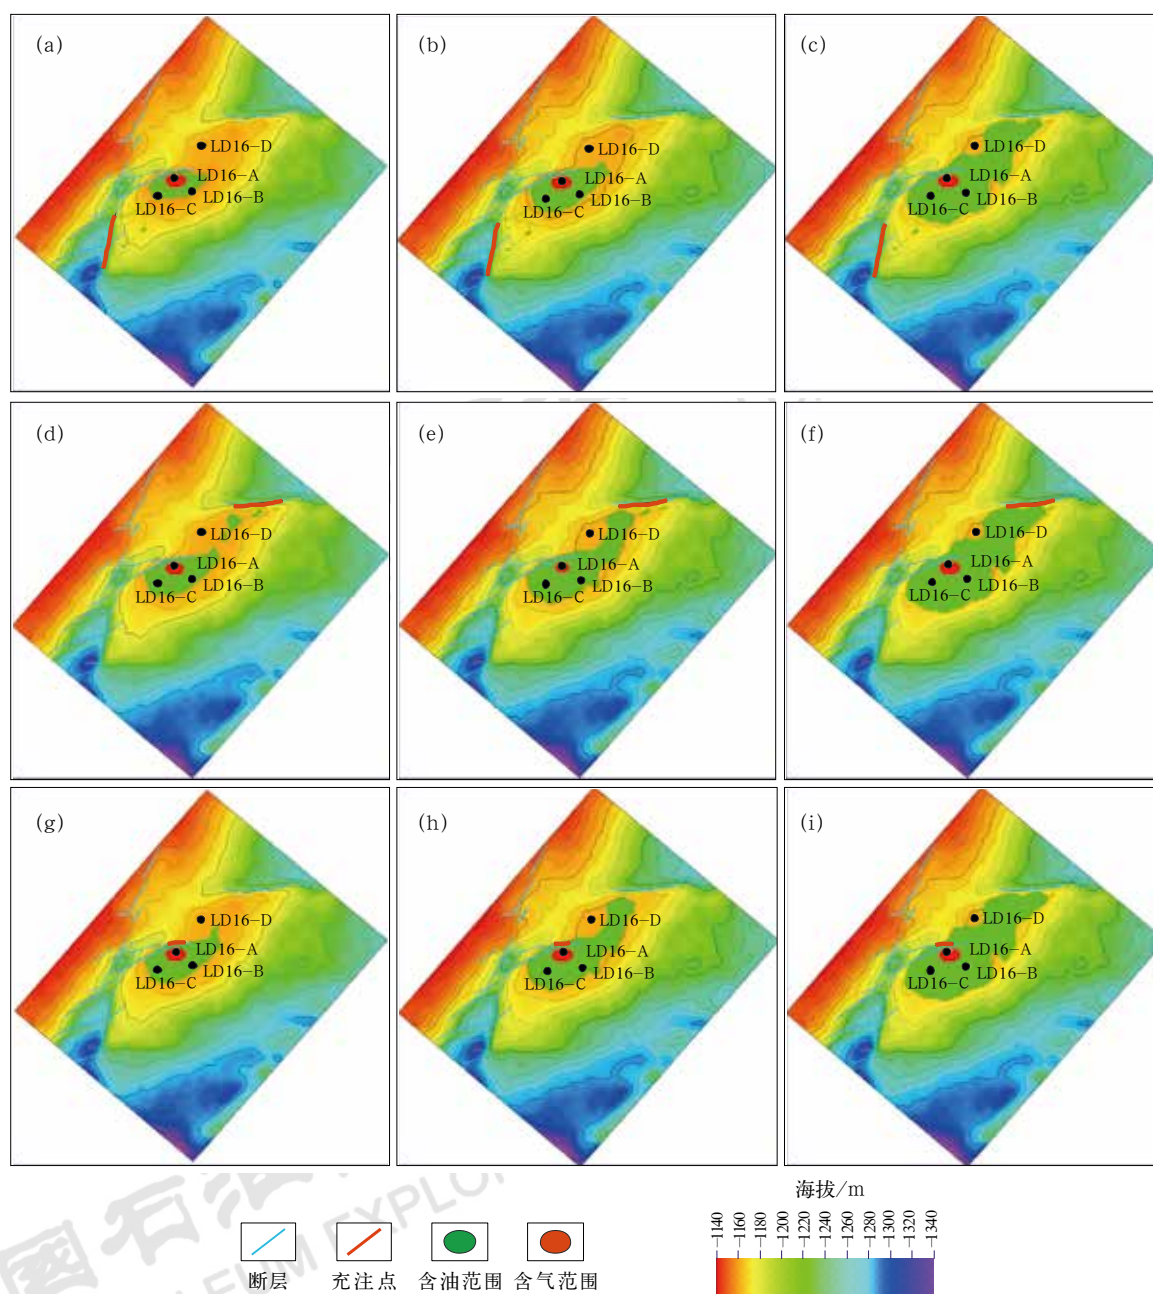 (a)
LD16-D
LD16-A
LD16-B
LD16-C
(b)
LD16-D
LD16-A
LD16-B
LD16-C
(c)
LD16-D
LD16-A
LD16-B
LD16-C
(d)
LD16-D
LD16-A
LD16-B
LD16-C
(e)
LD16-D
LD16-A
LD16-B
LD16-C
(f)
LD16-D
LD16-A
LD16-B
LD16-C
(g)
LD16-D
LD16-A
LD16-B
LD16-C
(h)
LD16-D
LD16-A
LD16-B
LD16-C
(i)
LD16-D
LD16-A
LD16-B
LD16-C
海拔/m
-1140 -1160 -1180 -1200 -1220 -1240 -1260 -1280 -1300 -1320 -1340
断层 充注点 含油范围 含气范围